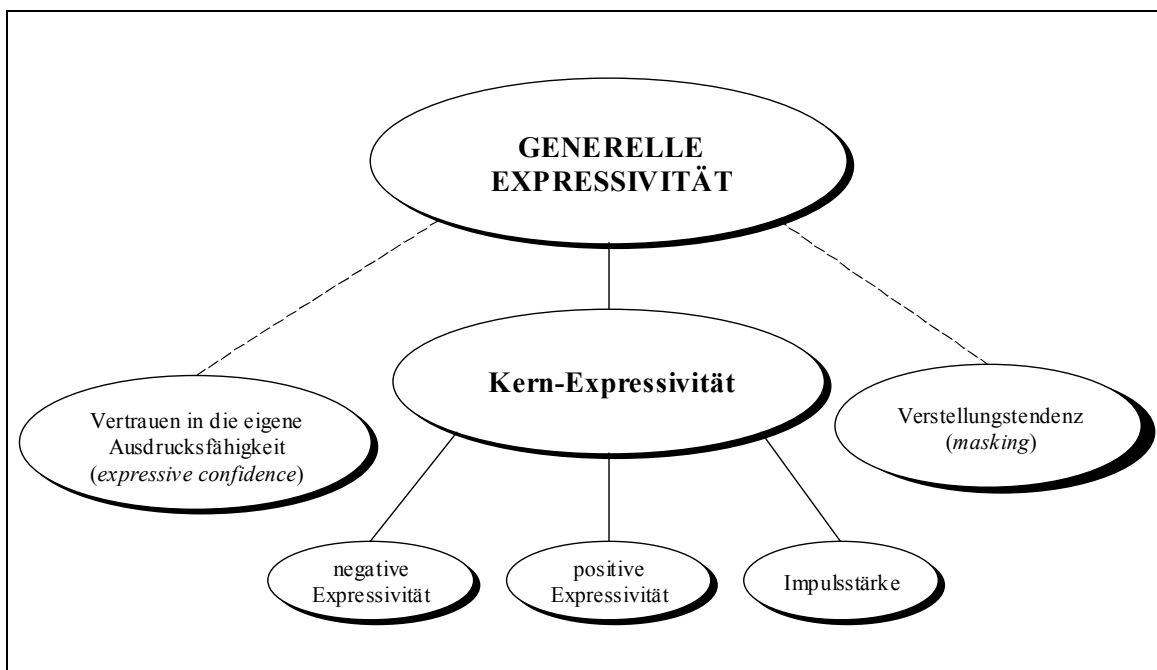 GENERELLE
EXPRESSIVITÄT
Kern-Expressivität
Vertrauen in die eigene
Ausdrucksfähigkeit
(expressive confidence)
Verstellungstendenz
(masking)
negative
Expressivität
positive
Expressivität
Impulsstärke